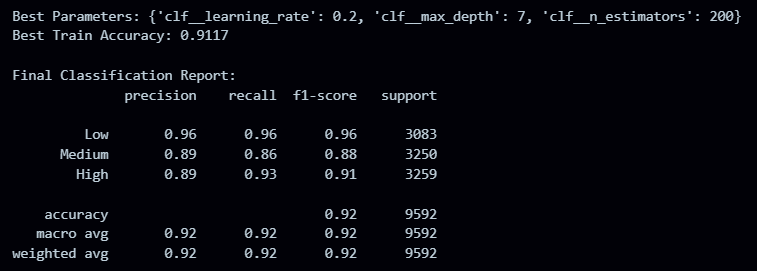 Best Parameters: {'clf__learning_rate': 0.2, 'clf__max_depth': 7, 'clf__n_estimators': 200}
Best Train Accuracy: 0.9117
Final Classification Report:
precision recall f1-score support
Low 0.96 0.96 0.96 3083
Medium 0.89 0.86 0.88 3250
High 0.89 0.93 0.91 3259
accuracy 0.92 9592
macro avg 0.92 0.92 0.92 9592
weighted avg 0.92 0.92 0.92 9592